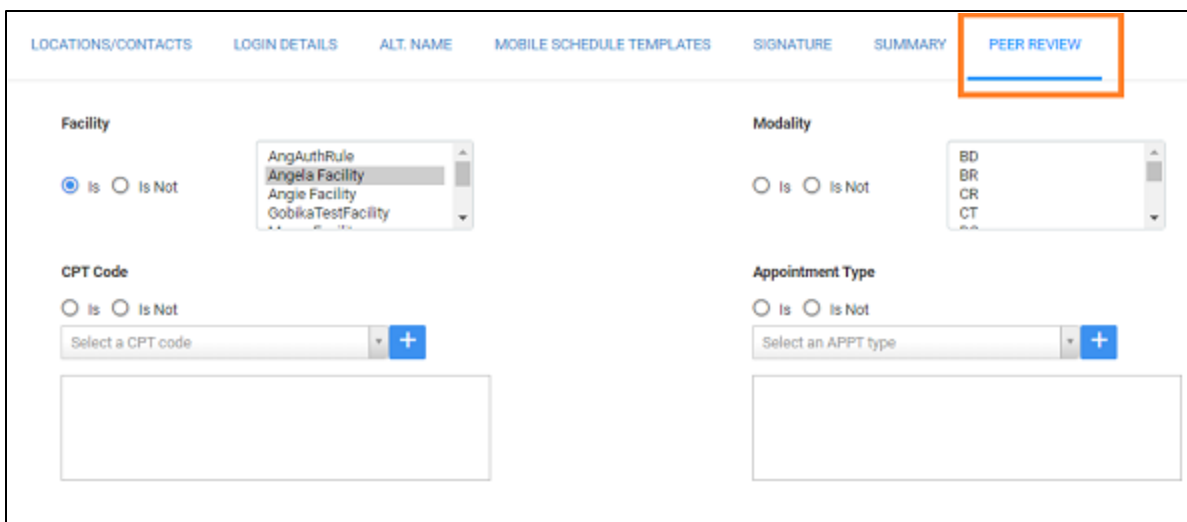 LOCATIONS/CONTACTS LOGIN DETAILS ALT. NAME MOBILE SCHEDULE TEMPLATES SIGNATURE SUMMARY PEER REVIEW
Facility
Is Is Not
AngAuthRule
Angela Facility
Angie Facility
GobikaTestFacility
Modality
Is Is Not
BD
BR
CR
CT
CPT Code
Is Is Not
Select a CPT code +
Appointment Type
Is Is Not
Select an APPT type +